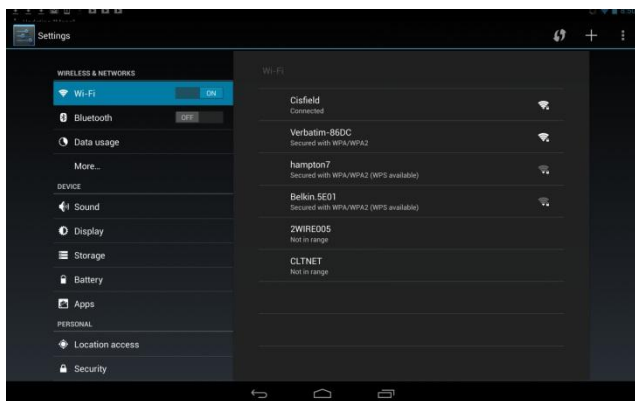 Settings
WIRELESS & NETWORKS
Wi-Fi ON
Bluetooth OFF
Data usage
More...
DEVICE
Sound
Display
Storage
Battery
Apps
PERSONAL
Location access
Security
Wi-Fi
Cisfield
Connected
Verbatim-86DC
Secured with WPA/WPA2
hampton7
Secured with WPA/WPA2 (WPS available)
Belkin.5E01
Secured with WPA/WPA2 (WPS available)
2WIRE005
Not in range
CLTNET
Not in range